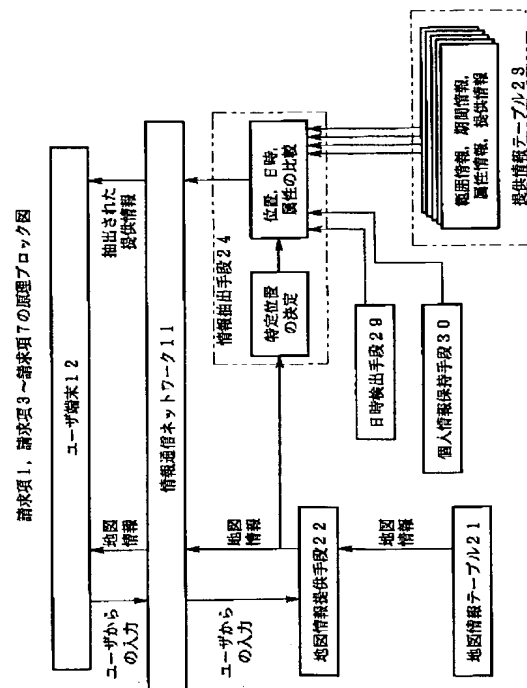 請求項1，請求項3～請求項7の原理ブロック図
ユーザ端末12
ユーザから
の入力
地図
情報
抽出された
提供情報
情報通信ネットワーク11
ユーザから
の入力
地図
情報
情報抽出手段24
特定位置
の決定
位置，日時，
属性の比較
地図情報提供手段22
日時検出手段29
個人情報保持手段30
地図
情報
地図情報テーブル21
範囲情報，期間情報，
属性情報，提供情報
提供情報テーブル23